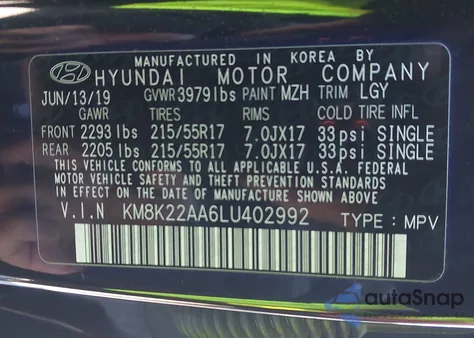 MANUFACTURED IN KOREA BY
HYUNDAI MOTOR COMPANY
JUN/13/19 GVWR 3979 lbs PAINT MZH TRIM LGY
GAWR TIRES RIMS COLD TIRE INFL
FRONT 2293 lbs 215/55R17 7.0JX17 33psi SINGLE
REAR 2205 lbs 215/55R17 7.0JX17 33psi SINGLE
THIS VEHICLE CONFORMS TO ALL APPLICABLE U.S.A. FEDERAL
MOTOR VEHICLE SAFETY AND THEFT PREVENTION STANDARDS
IN EFFECT ON THE DATE OF MANUFACTURE SHOWN ABOVE.
V.I.N KM8K22AA6LU402992 TYPE : MPV
autoSnap